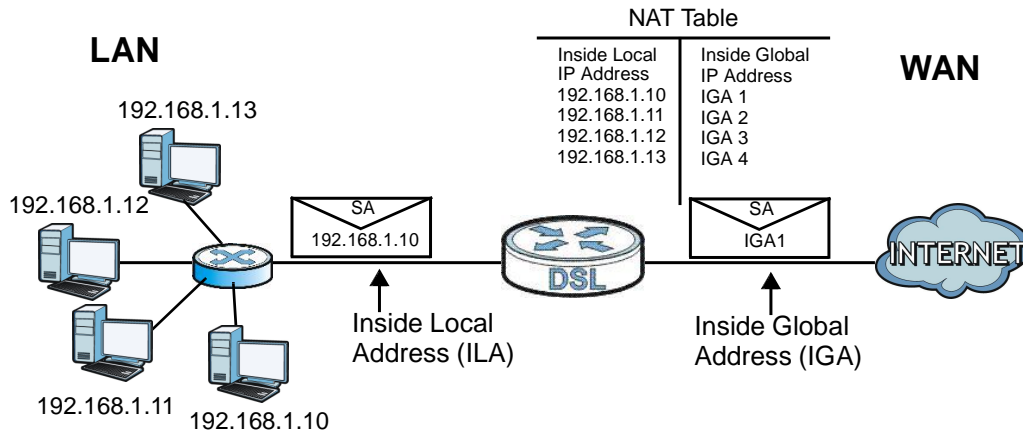 NAT Table
LAN
WAN
Inside Local
IP Address
192.168.1.10
192.168.1.11
192.168.1.12
192.168.1.13
Inside Global
IP Address
IGA 1
IGA 2
IGA 3
IGA 4
192.168.1.13
192.168.1.12
192.168.1.11
192.168.1.10
SA
192.168.1.10
DSL
SA
IGA1
INTERNET
Inside Local
Address (ILA)
Inside Global
Address (IGA)